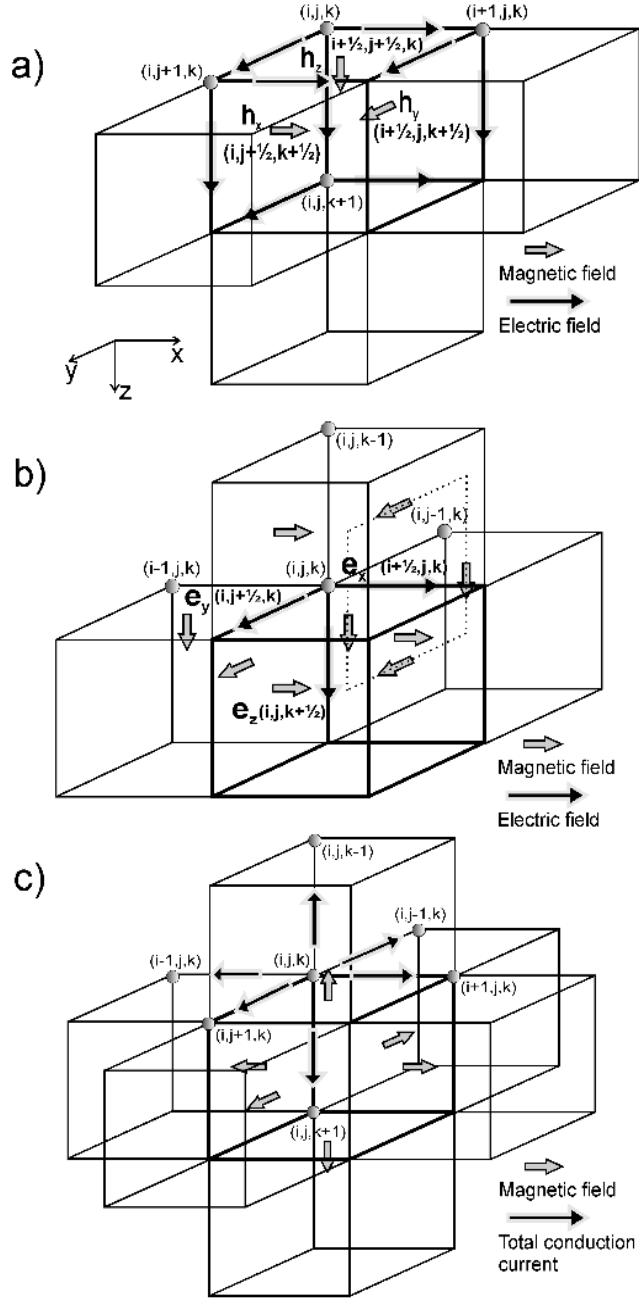 a)
(i,j,k)
(i+1,j,k)
(i,j+1,k)
i+½,j+½,k)
h_z
h_x
(i,j+½,k+½)
h_y
(i+½,j,k+½)
(i,j,k+1)
Magnetic field
Electric field
x
y
z
b)
(i,j,k-1)
(i,j-1,k)
(i-1,j,k)
(i,j,k)
e_x
(i+½,j,k)
e_y (i,j+½,k)
e_z(i,j,k+½)
Magnetic field
Electric field
c)
(i,j,k-1)
(i,j-1,k)
(i-1,j,k)
(i,j,k)
(i+1,j,k)
(i,j+1,k)
(i,j,k+1)
Magnetic field
Total conduction
current